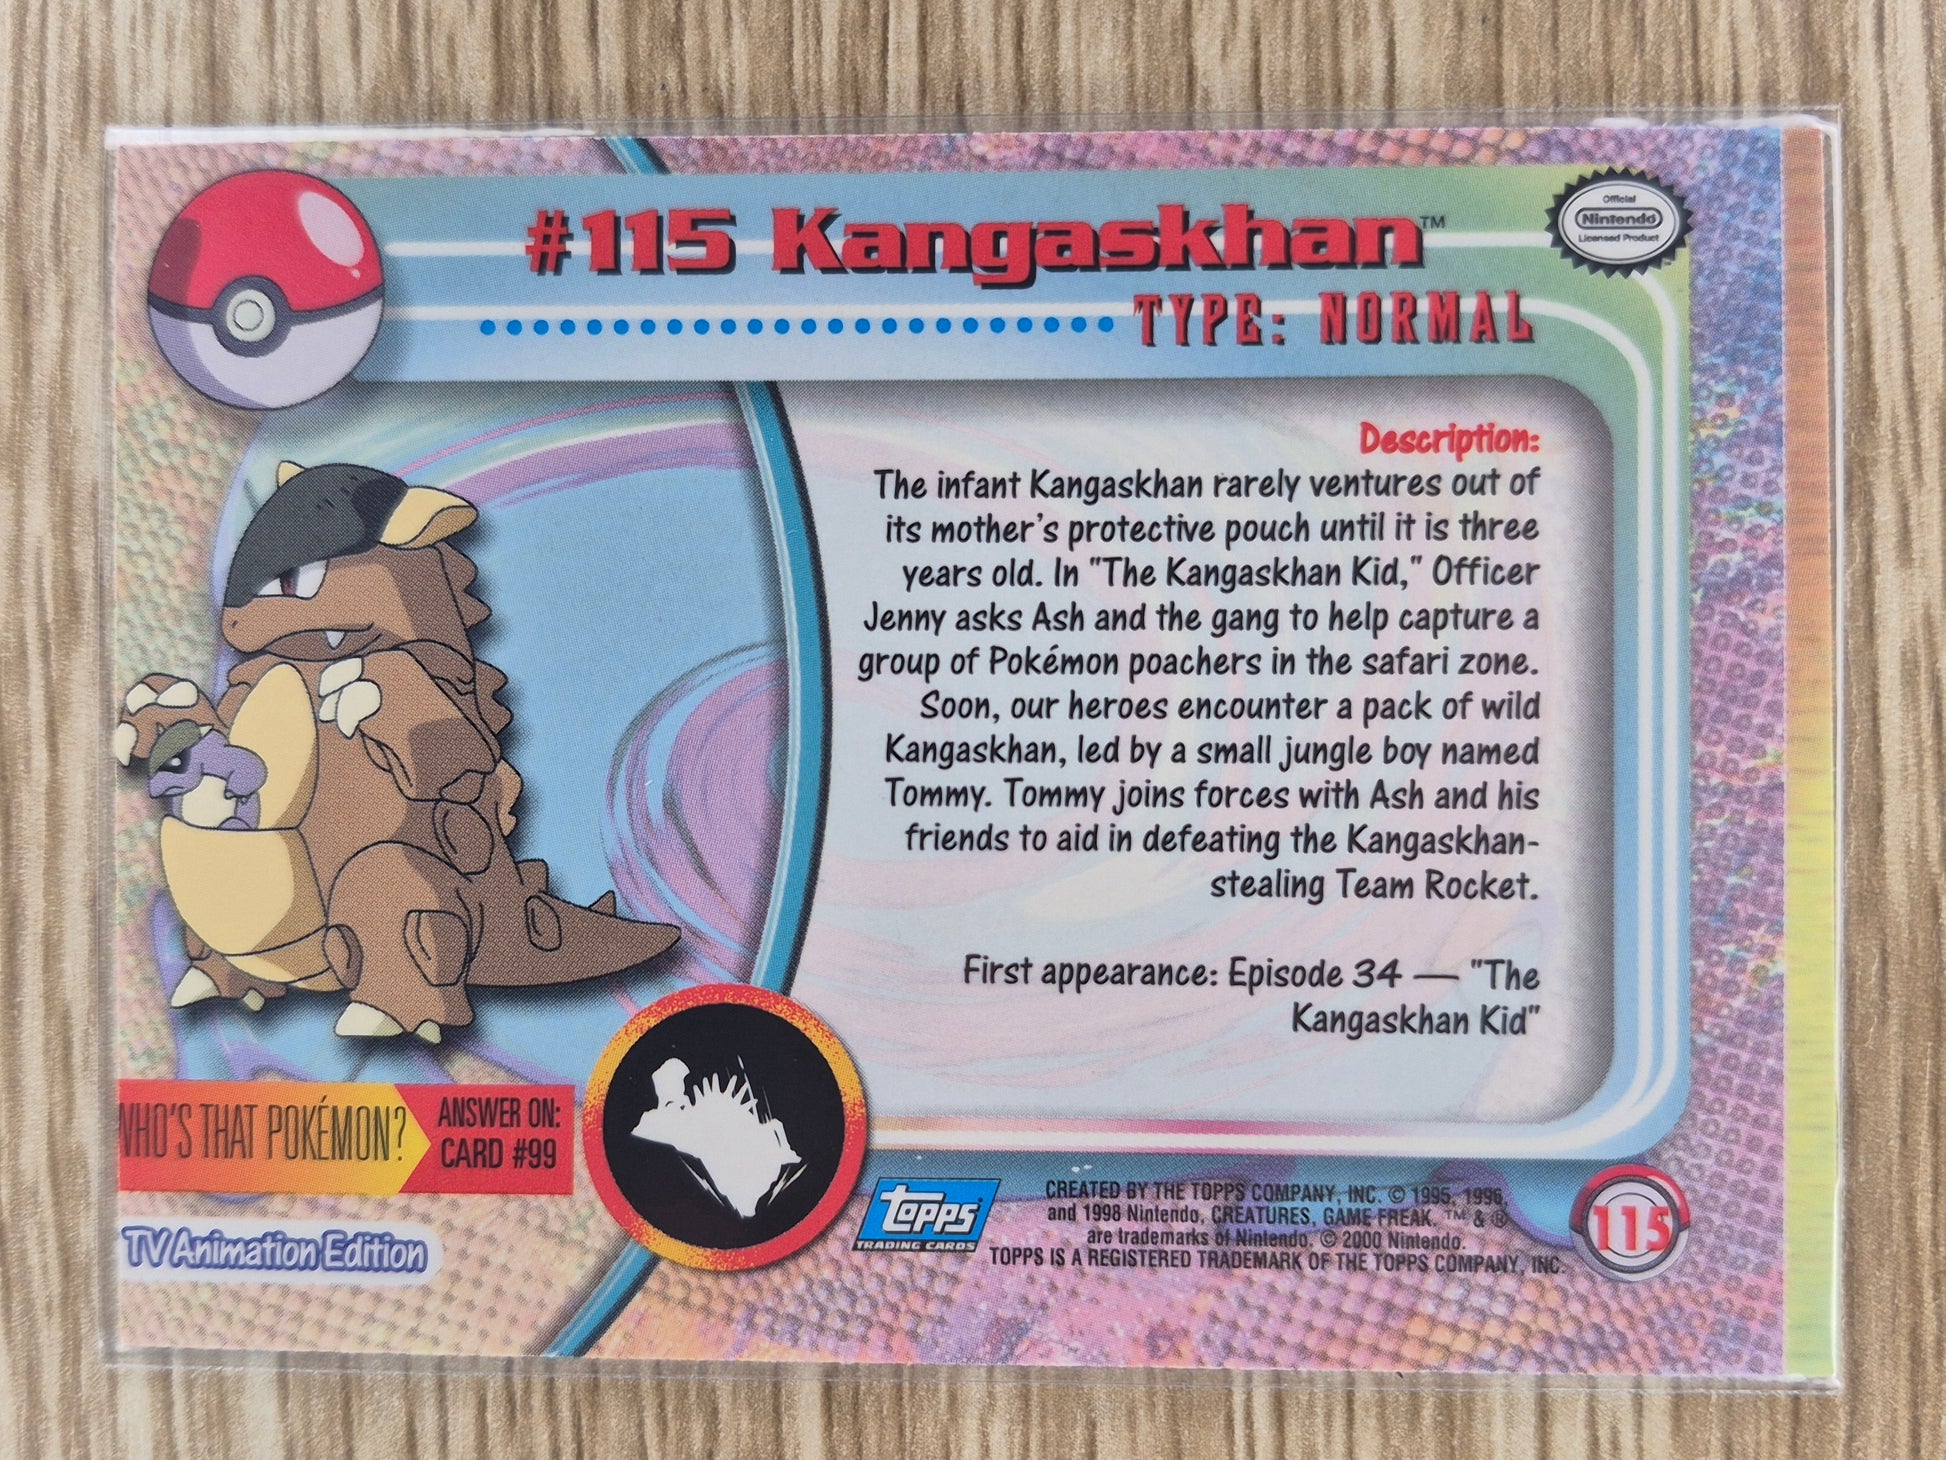 #115 Kangaskhan™
Official
Nintendo
Licensed Product
TYPE: NORMAL
Description:
The infant Kangaskhan rarely ventures out of
its mother's protective pouch until it is three
years old. In "The Kangaskhan Kid," Officer
Jenny asks Ash and the gang to help capture a
group of Pokémon poachers in the safari zone.
Soon, our heroes encounter a pack of wild
Kangaskhan, led by a small jungle boy named
Tommy. Tommy joins forces with Ash and his
friends to aid in defeating the Kangaskhan-
stealing Team Rocket.
First appearance: Episode 34 — "The
Kangaskhan Kid"
WHO'S THAT POKÉMON?
ANSWER ON:
CARD #99
TV Animation Edition
topps
TRADING CARDS
CREATED BY THE TOPPS COMPANY, INC. © 1995, 1996,
and 1998 Nintendo, CREATURES, GAME FREAK. ™ & ®
are trademarks of Nintendo. © 2000 Nintendo.
TOPPS IS A REGISTERED TRADEMARK OF THE TOPPS COMPANY, INC.
115